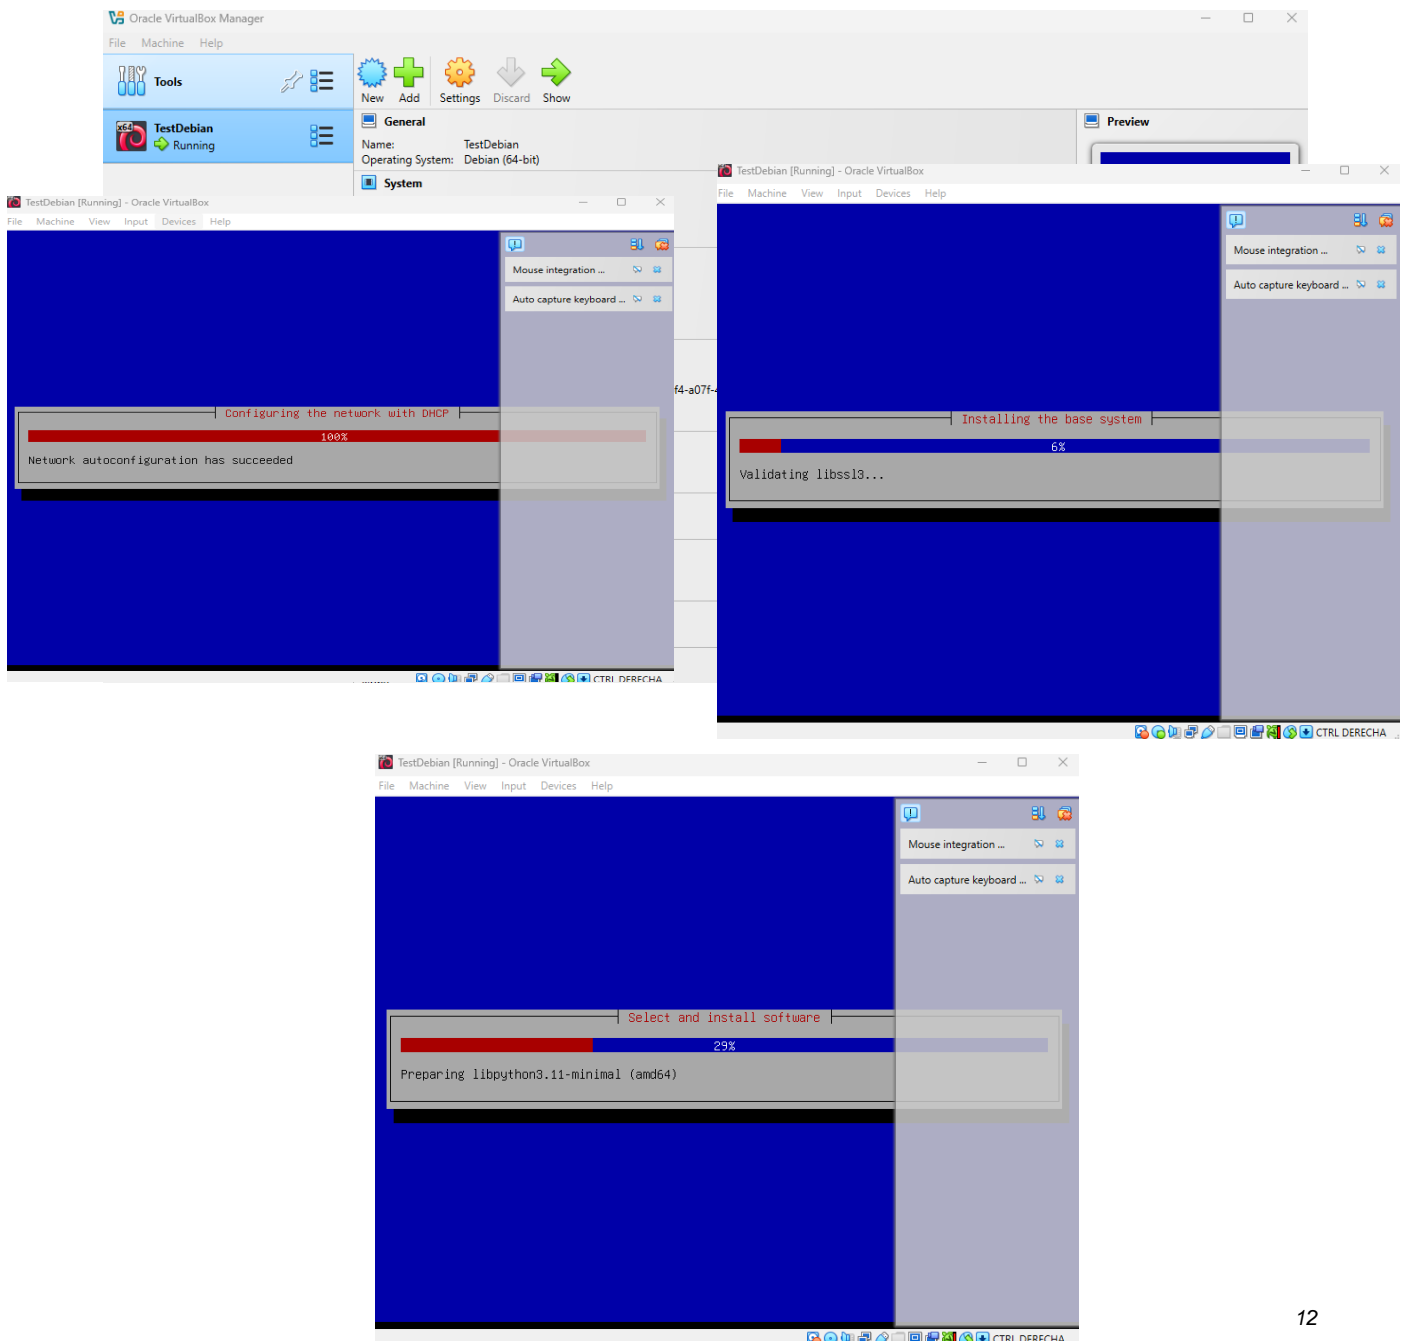 Oracle VirtualBox Manager
File Machine Help
Tools
New Add Settings Discard Show
x64
TestDebian
Running
General
Name: TestDebian
Operating System: Debian (64-bit)
System
Preview
TestDebian [Running] - Oracle VirtualBox
File Machine View Input Devices Help
Mouse integration ...
Auto capture keyboard ...
Configuring the network with DHCP
100%
Network autoconfiguration has succeeded
CTRL DERECHA
f4-a07f-
TestDebian [Running] - Oracle VirtualBox
File Machine View Input Devices Help
Mouse integration ...
Auto capture keyboard ...
Installing the base system
6%
Validating libssl3...
CTRL DERECHA
TestDebian [Running] - Oracle VirtualBox
File Machine View Input Devices Help
Mouse integration ...
Auto capture keyboard ...
Select and install software
29%
Preparing libpython3.11-minimal (amd64)
CTRL DERECHA
12